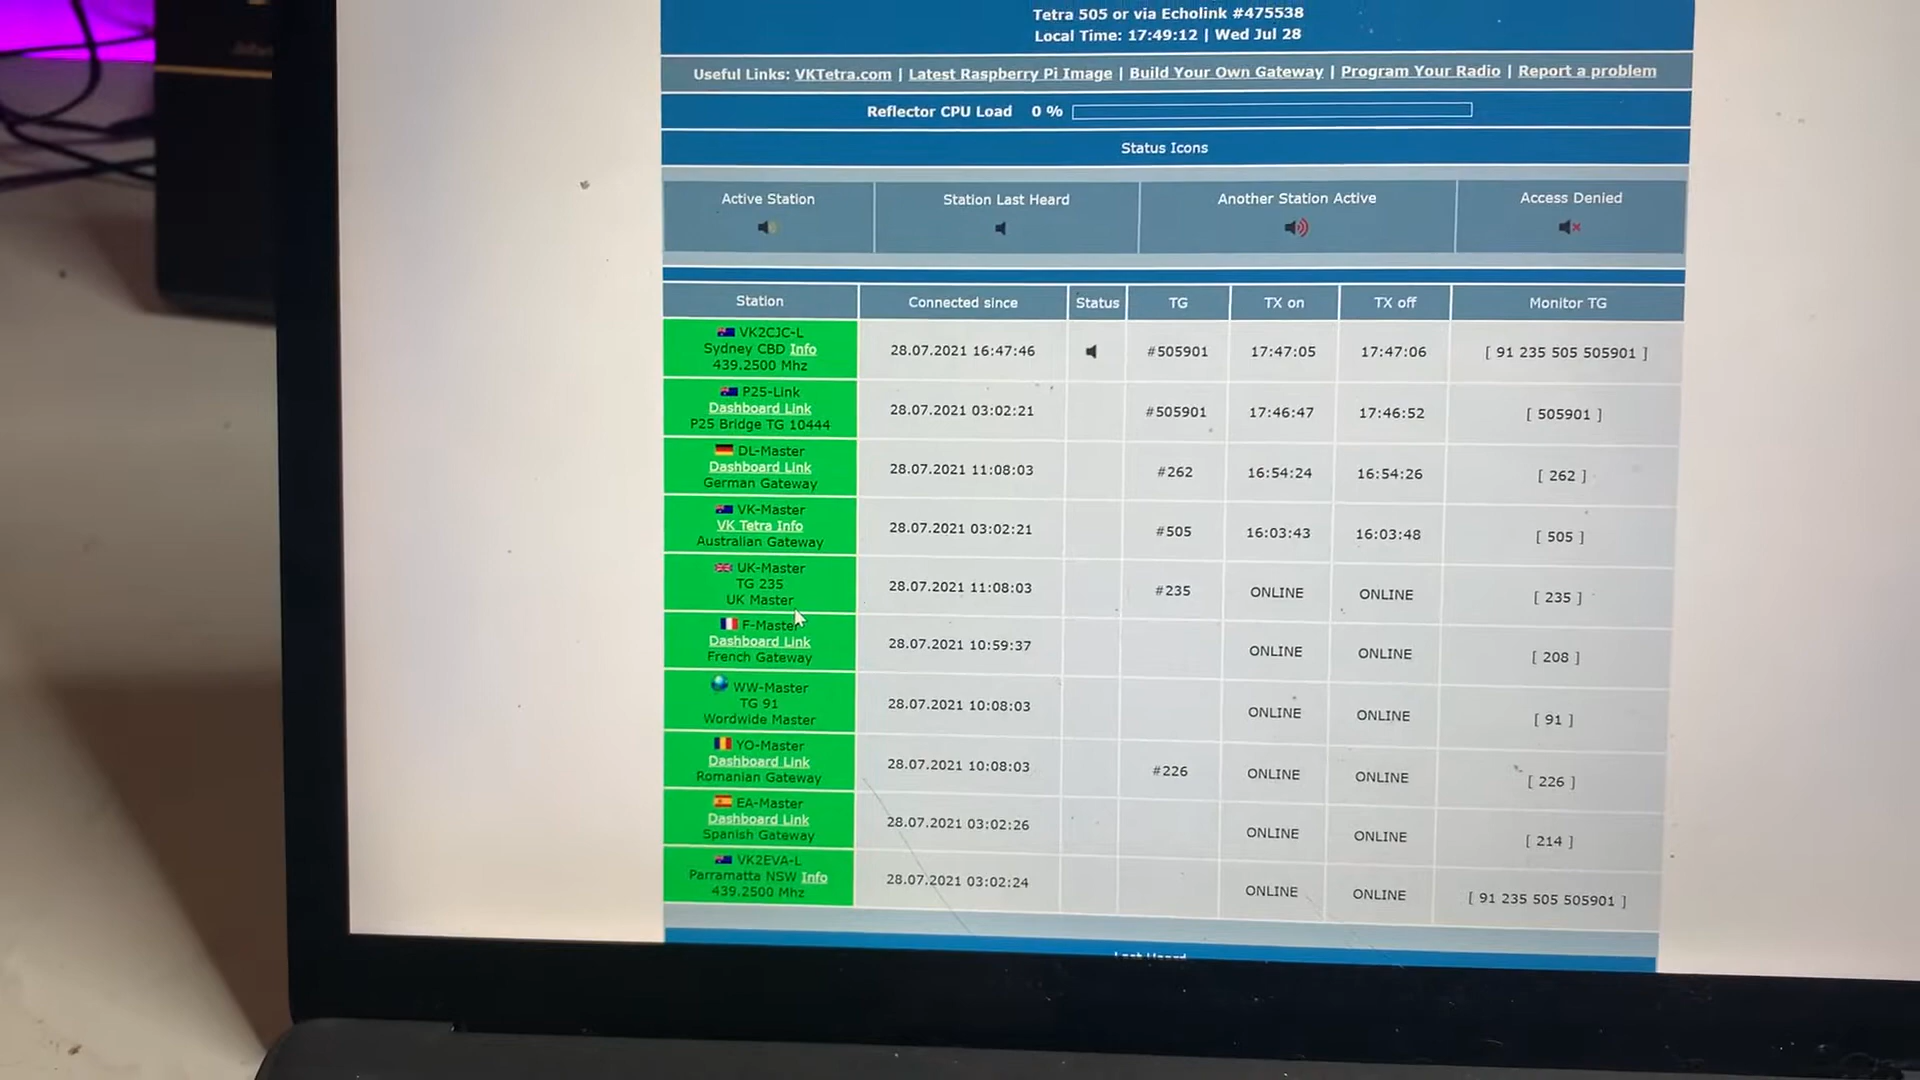 Tetra 505 or via Echolink #475538
Local Time: 17:49:12 | Wed Jul 28
Useful Links: VKTetra.com | Latest Raspberry Pi Image | Build Your Own Gateway | Program Your Radio | Report a problem
Reflector CPU Load 0 %
Status Icons
Active Station Station Last Heard Another Station Active Access Denied
Station Connected since Status TG TX on TX off Monitor TG
VK2CJC-L
Sydney CBD Info
439.2500 Mhz
28.07.2021 16:47:46 #505901 17:47:05 17:47:06 [ 91 235 505 505901 ]
P25-Link
Dashboard Link
P25 Bridge TG 10444
28.07.2021 03:02:21 #505901 17:46:47 17:46:52 [ 505901 ]
DL-Master
Dashboard Link
German Gateway
28.07.2021 11:08:03 #262 16:54:24 16:54:26 [ 262 ]
VK-Master
VK Tetra Info
Australian Gateway
28.07.2021 03:02:21 #505 16:03:43 16:03:48 [ 505 ]
UK-Master
TG 235
UK Master
28.07.2021 11:08:03 #235 ONLINE ONLINE [ 235 ]
F-Master
Dashboard Link
French Gateway
28.07.2021 10:59:37 ONLINE ONLINE [ 208 ]
WW-Master
TG 91
Wordwide Master
28.07.2021 10:08:03 ONLINE ONLINE [ 91 ]
YO-Master
Dashboard Link
Romanian Gateway
28.07.2021 10:08:03 #226 ONLINE ONLINE [ 226 ]
EA-Master
Dashboard Link
Spanish Gateway
28.07.2021 03:02:26 ONLINE ONLINE [ 214 ]
VK2EVA-L
Parramatta NSW Info
439.2500 Mhz
28.07.2021 03:02:24 ONLINE ONLINE [ 91 235 505 505901 ]